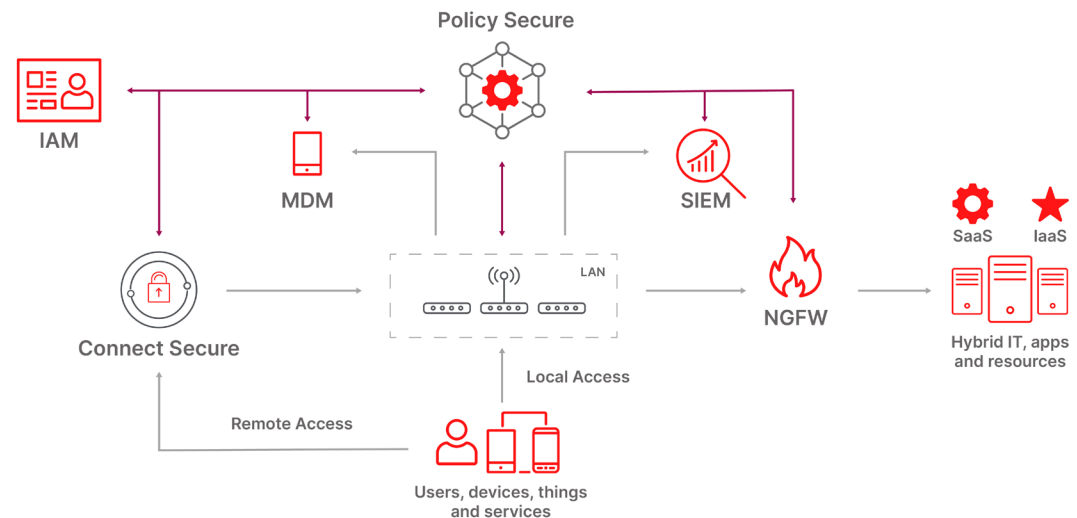 Policy Secure
IAM
MDM
SIEM
SaaS
IaaS
LAN
NGFW
Connect Secure
Hybrid IT, apps
and resources
Local Access
Remote Access
Users, devices, things
and services